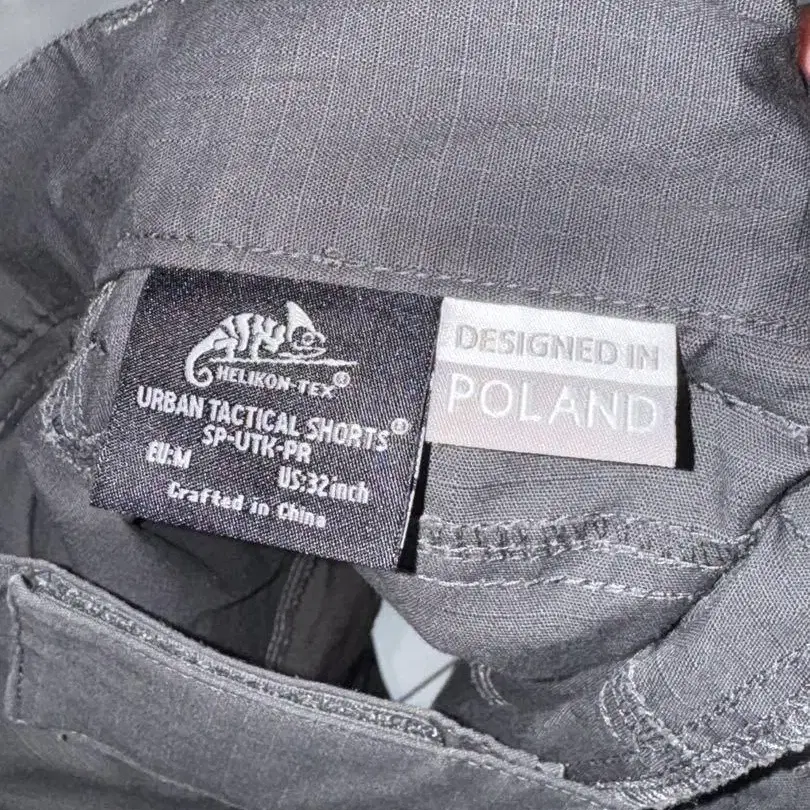 HELIKON-TEX®
URBAN TACTICAL SHORTS®
SP-UTK-PR
EU:M
US:32inch
Crafted in China
DESIGNED IN
POLAND